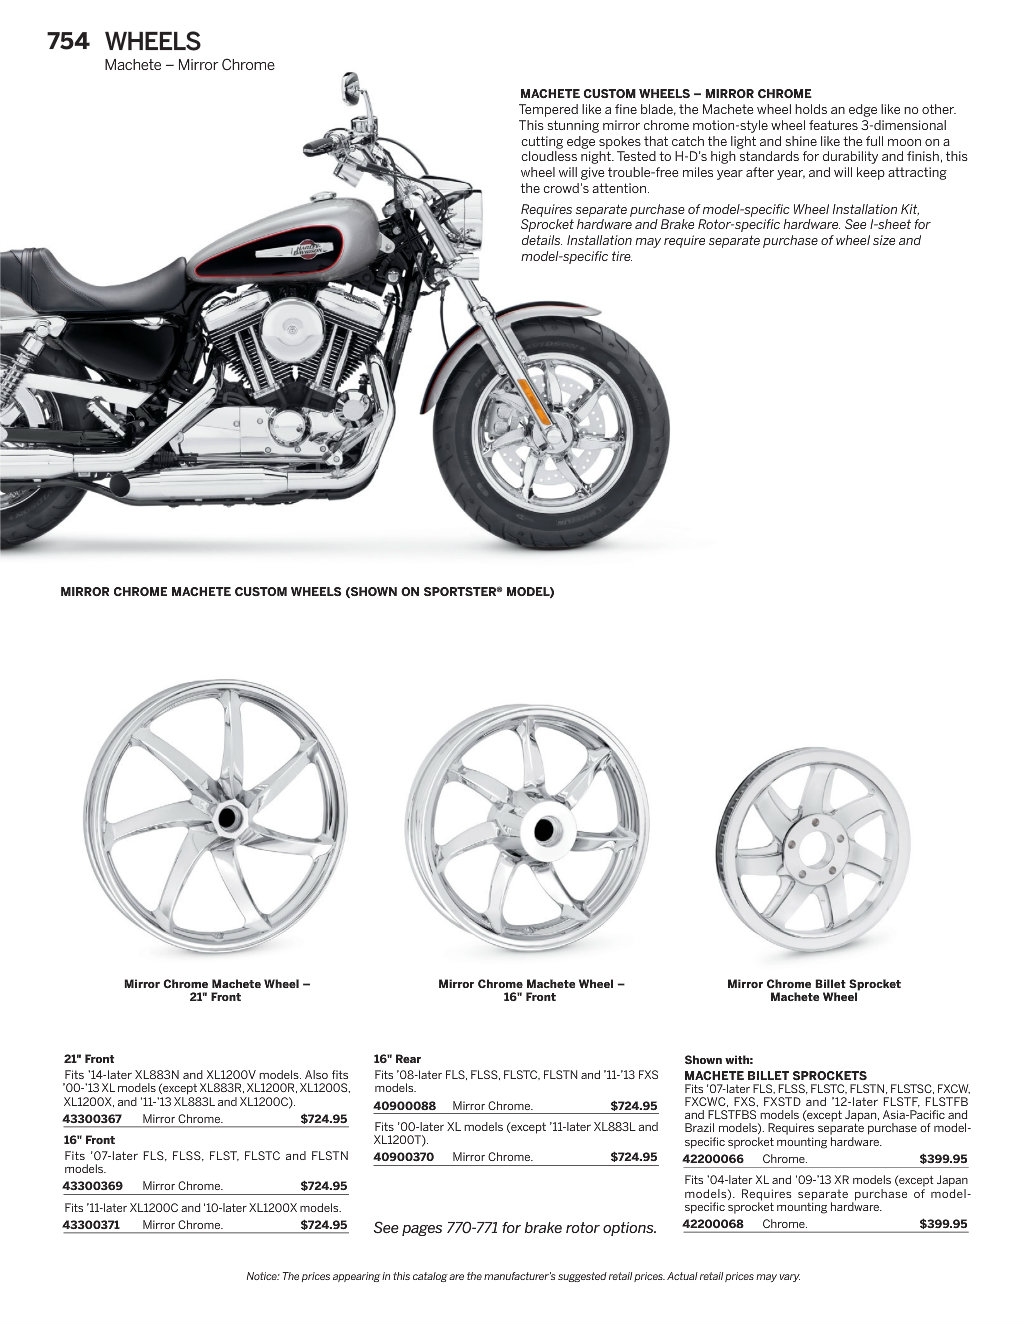 754 WHEELS
Machete – Mirror Chrome
MACHETE CUSTOM WHEELS – MIRROR CHROME
Tempered like a fine blade, the Machete wheel holds an edge like no other.
This stunning mirror chrome motion-style wheel features 3-dimensional
cutting edge spokes that catch the light and shine like the full moon on a
cloudless night. Tested to H-D's high standards for durability and finish, this
wheel will give trouble-free miles year after year, and will keep attracting
the crowd's attention.
Requires separate purchase of model-specific Wheel Installation Kit,
Sprocket hardware and Brake Rotor-specific hardware. See I-sheet for
details. Installation may require separate purchase of wheel size and
model-specific tire.
HARLEY-
DAVIDSON
MIRROR CHROME MACHETE CUSTOM WHEELS (SHOWN ON SPORTSTER® MODEL)
Mirror Chrome Machete Wheel –
21" Front
Mirror Chrome Machete Wheel –
16" Front
Mirror Chrome Billet Sprocket
Machete Wheel
21" Front
Fits '14-later XL883N and XL1200V models. Also fits
'00-'13 XL models (except XL883R, XL1200R, XL1200S,
XL1200X, and '11-'13 XL883L and XL1200C).
43300367 Mirror Chrome. $724.95
16" Front
Fits '07-later FLS, FLSS, FLST, FLSTC and FLSTN
models.
43300369 Mirror Chrome. $724.95
Fits '11-later XL1200C and '10-later XL1200X models.
43300371 Mirror Chrome. $724.95
16" Rear
Fits '08-later FLS, FLSS, FLSTC, FLSTN and '11-'13 FXS
models.
40900088 Mirror Chrome. $724.95
Fits '00-later XL models (except '11-later XL883L and
XL1200T).
40900370 Mirror Chrome. $724.95
See pages 770-771 for brake rotor options.
Shown with:
MACHETE BILLET SPROCKETS
Fits '07-later FLS, FLSS, FLSTC, FLSTN, FLSTSC, FXCW,
FXCWC, FXS, FXSTD and '12-later FLSTF, FLSTFB
and FLSTFBS models (except Japan, Asia-Pacific and
Brazil models). Requires separate purchase of model-
specific sprocket mounting hardware.
42200066 Chrome. $399.95
Fits '04-later XL and '09-'13 XR models (except Japan
models). Requires separate purchase of model-
specific sprocket mounting hardware.
42200068 Chrome. $399.95
Notice: The prices appearing in this catalog are the manufacturer's suggested retail prices. Actual retail prices may vary.